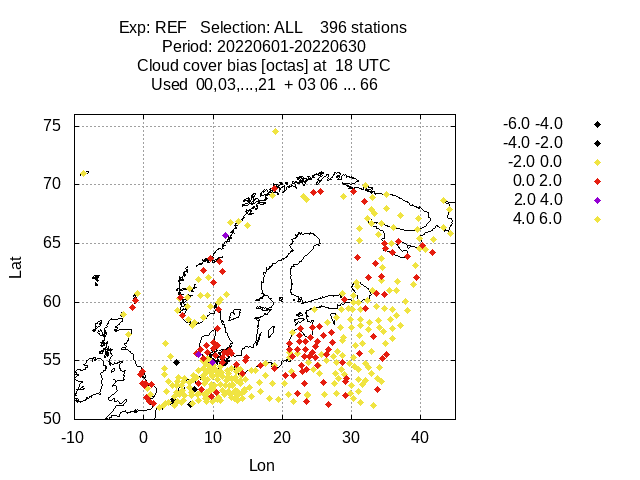 Exp: REF   Selection: ALL    396 stations
Period: 20220601-20220630
Cloud cover bias [octas] at  18 UTC
Used  00,03,...,21  + 03 06 ... 66
-6.0 -4.0
-4.0 -2.0
-2.0 0.0
0.0 2.0
2.0 4.0
4.0 6.0
75
70
65
60
55
50
Lat
-10 0 10 20 30 40
Lon